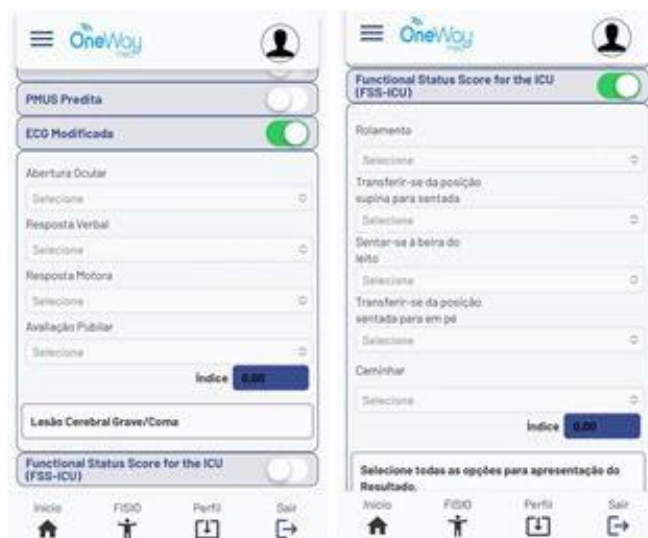 OneWay
PMUS Predita
ECG Modificada
Abertura Ocular
Selecione
Resposta Verbal
Selecione
Resposta Motora
Selecione
Avaliação Pupilar
Selecione
Índice 0,00
Lesão Cerebral Grave/Coma
Functional Status Score for the ICU
(FSS-ICU)
Inicio FISIO Perfil Sair
OneWay
Functional Status Score for the ICU
(FSS-ICU)
Rolamento
Selecione
Transferir-se da posição
supina para sentada
Selecione
Sentar-se à beira do
leito
Selecione
Transferir-se da posição
sentada para em pé
Selecione
Caminhar
Selecione
Índice 0,00
Selecione todas as opções para apresentação do
Resultado.
Inicio FISIO Perfil Sair